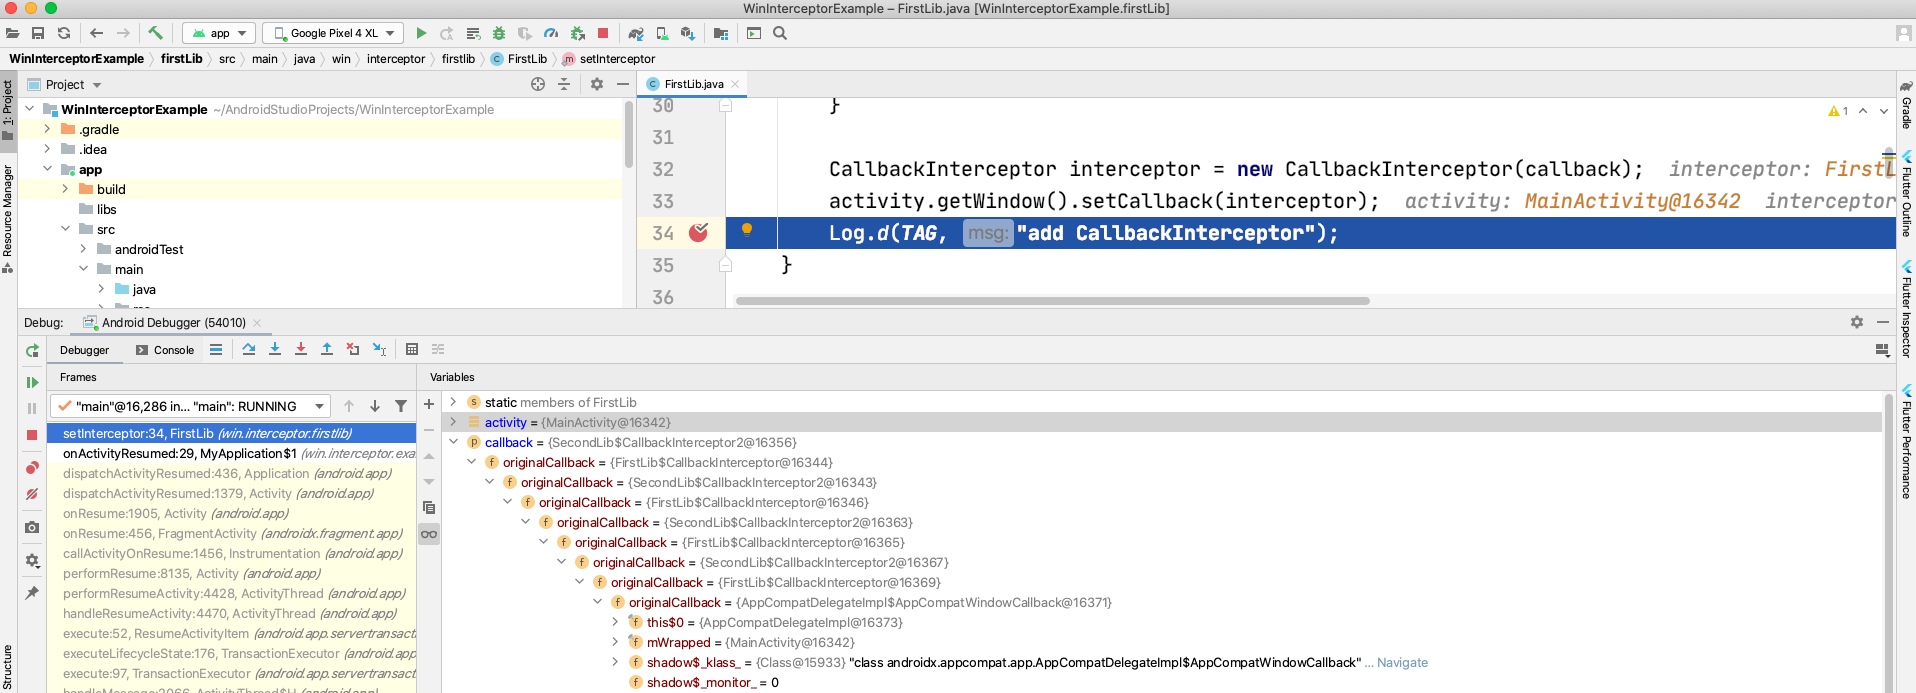 WinInterceptorExample – FirstLib.java [WinInterceptorExample.firstLib]
app
Google Pixel 4 XL
WinInterceptorExample
firstLib
src
main
java
win
interceptor
firstlib
FirstLib
setInterceptor
1: Project
Resource Manager
Structure
Project
WinInterceptorExample ~/AndroidStudioProjects/WinInterceptorExample
.gradle
.idea
app
build
libs
src
androidTest
main
java
FirstLib.java
30 }
31
32 CallbackInterceptor interceptor = new CallbackInterceptor(callback); interceptor: FirstL
33 activity.getWindow().setCallback(interceptor); activity: MainActivity@16342 interceptor
34 Log.d(TAG, msg: "add CallbackInterceptor");
35 }
36
1
Gradle
Flutter Outline
Flutter Inspector
Flutter Performance
Debug: Android Debugger (54010)
Debugger Console
Frames
"main"@16,286 in... "main": RUNNING
setInterceptor:34, FirstLib (win.interceptor.firstlib)
onActivityResumed:29, MyApplication$1 (win.interceptor.exa
dispatchActivityResumed:436, Application (android.app)
dispatchActivityResumed:1379, Activity (android.app)
onResume:1905, Activity (android.app)
onResume:456, FragmentActivity (androidx.fragment.app)
callActivityOnResume:1456, Instrumentation (android.app)
performResume:8135, Activity (android.app)
performResumeActivity:4428, ActivityThread (android.app)
handleResumeActivity:4470, ActivityThread (android.app)
execute:52, ResumeActivityItem (android.app.servertransact
executeLifecycleState:176, TransactionExecutor (android.app
execute:97, TransactionExecutor (android.app.servertransact
Variables
static members of FirstLib
activity = {MainActivity@16342}
callback = {SecondLib$CallbackInterceptor2@16356}
originalCallback = {FirstLib$CallbackInterceptor@16344}
originalCallback = {SecondLib$CallbackInterceptor2@16343}
originalCallback = {FirstLib$CallbackInterceptor@16346}
originalCallback = {SecondLib$CallbackInterceptor2@16363}
originalCallback = {FirstLib$CallbackInterceptor@16365}
originalCallback = {SecondLib$CallbackInterceptor2@16367}
originalCallback = {FirstLib$CallbackInterceptor@16369}
originalCallback = {AppCompatDelegateImpl$AppCompatWindowCallback@16371}
this$0 = {AppCompatDelegateImpl@16373}
mWrapped = {MainActivity@16342}
shadow$_klass_ = {Class@15933} "class androidx.appcompat.app.AppCompatDelegateImpl$AppCompatWindowCallback" ... Navigate
shadow$_monitor_ = 0